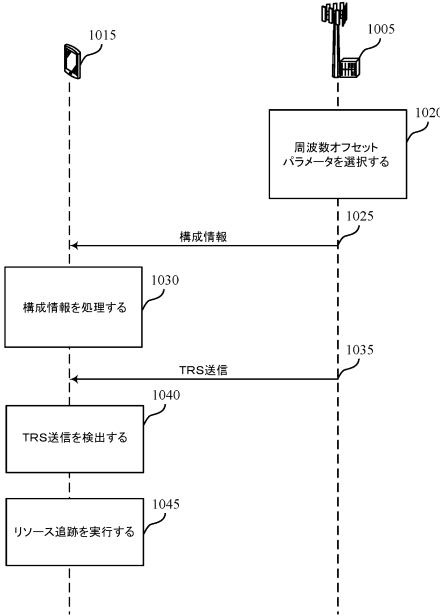 1015
1005
1020
周波数オフセット
パラメータを選択する
1025
構成情報
1030
構成情報を処理する
1035
TRS送信
1040
TRS送信を検出する
1045
リソース追跡を実行する